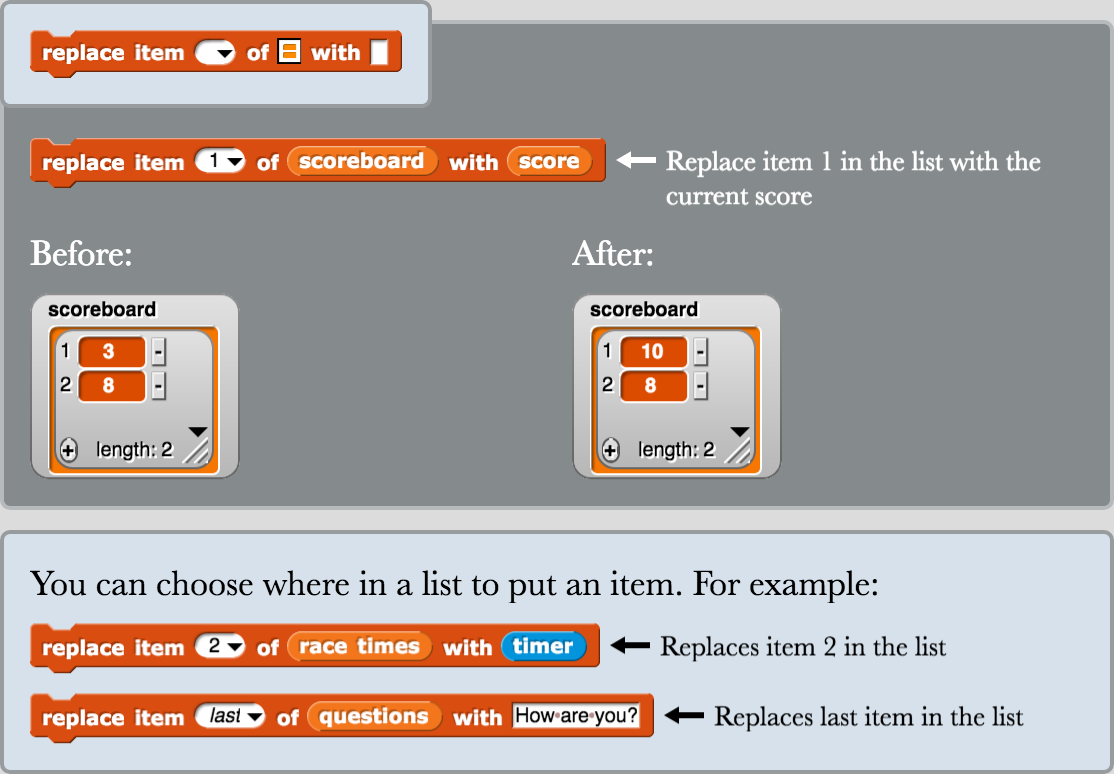 replace item of with
replace item 1 of scoreboard with score
Replace item 1 in the list with the
current score
Before:
scoreboard
1 3 -
2 8 -
+ length: 2
After:
scoreboard
1 10 -
2 8 -
+ length: 2
You can choose where in a list to put an item. For example:
replace item 2 of race times with timer
Replaces item 2 in the list
replace item last of questions with How are you?
Replaces last item in the list